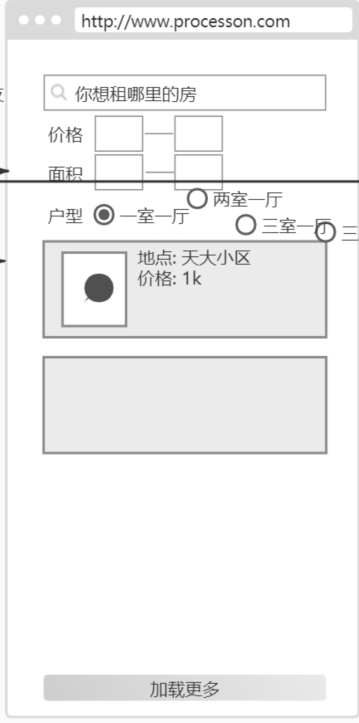 http://www.processon.com
你想租哪里的房
价格
面积
户型 一室一厅 两室一厅 三室一厅 三
地点: 天大小区
价格: 1k
加载更多